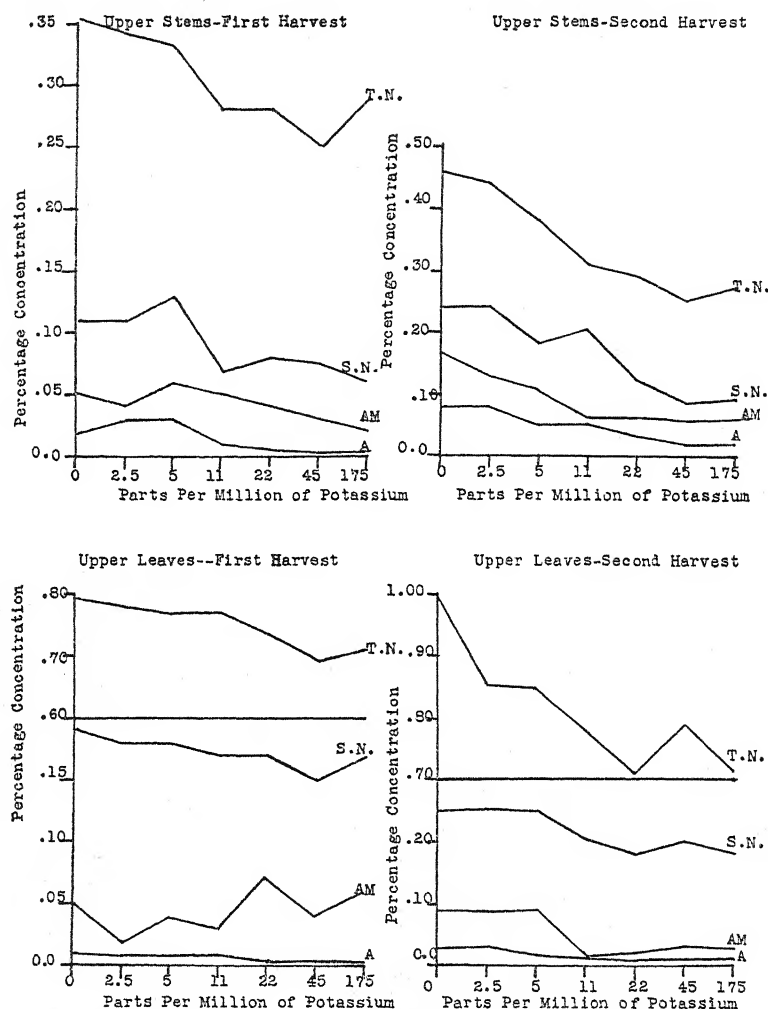 Upper Stems-First Harvest
.35
.30
.25
.20
.15
.10
.05
0.0
Percentage Concentration
T.N.
S.N.
AM
A
0 2.5 5 11 22 45 175
Parts Per Million of Potassium
Upper Stems-Second Harvest
.50
.40
.30
.20
.10
0.0
Percentage Concentration
T.N.
S.N.
AM
A
0 2.5 5 11 22 45 175
Parts Per Million of Potassium
Upper Leaves--First Harvest
.80
.70
.60
.15
.10
.05
0.0
Percentage Concentration
T.N.
S.N.
AM
A
0 2.5 5 11 22 45 175
Parts Per Million of Potassium
Upper Leaves-Second Harvest
1.00
.90
.80
.70
.20
.10
0.0
Percentage Concentration
T.N.
S.N.
AM
A
0 2.5 5 11 22 45 175
Parts Per Million of Potassium